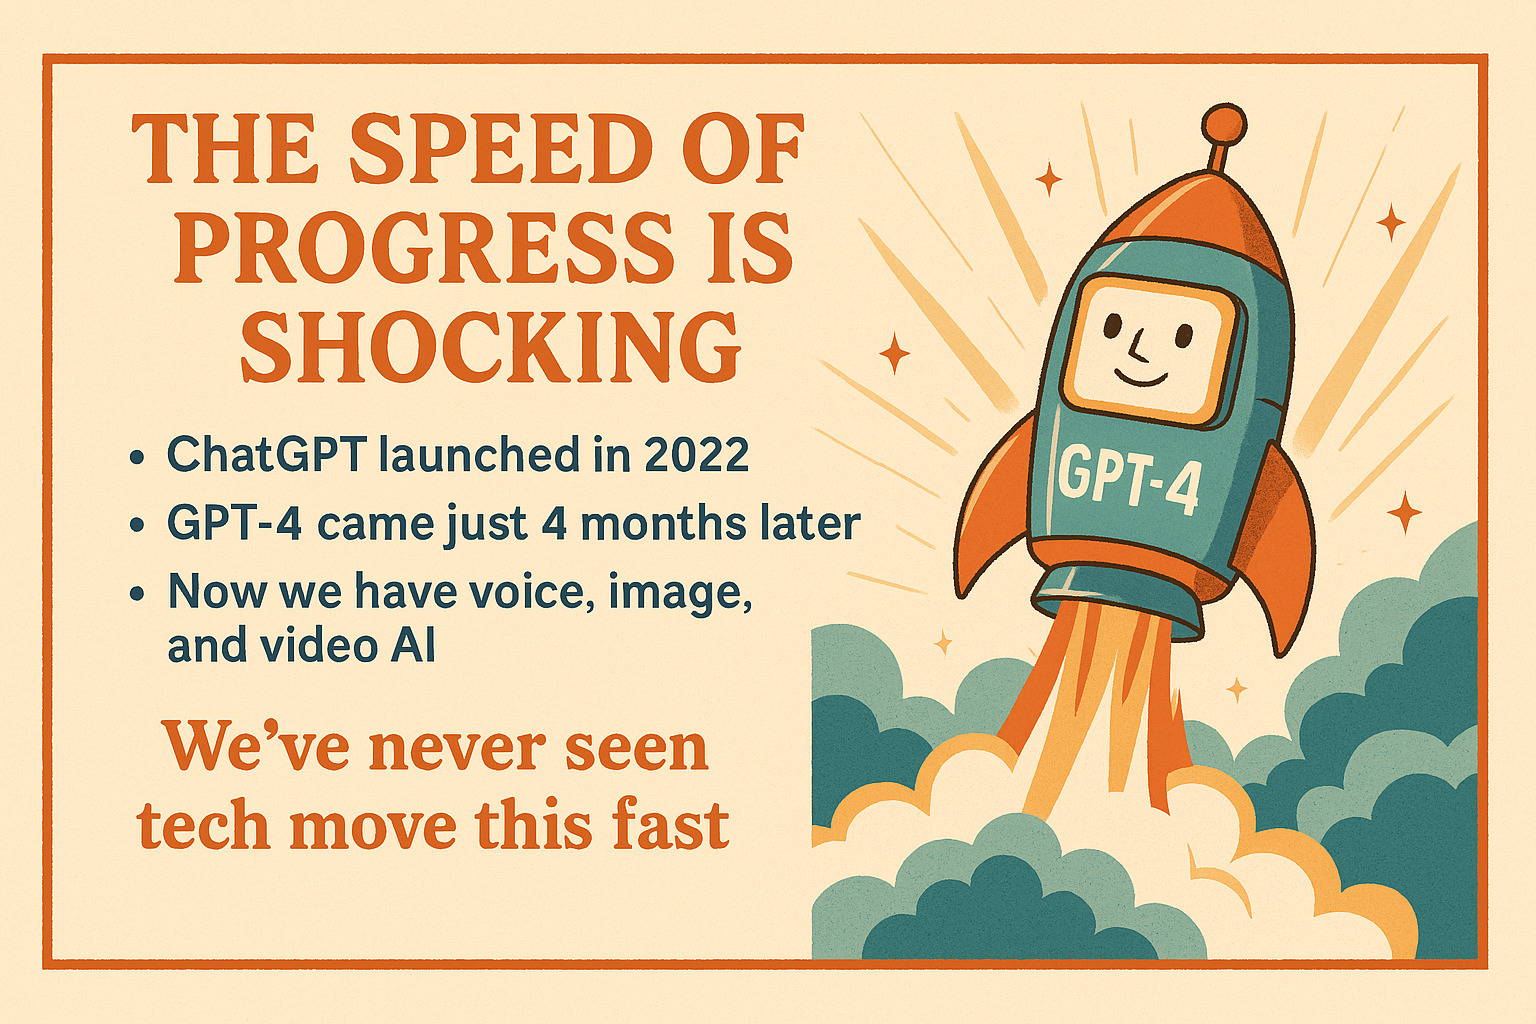 THE SPEED OF
PROGRESS IS
SHOCKING
• ChatGPT launched in 2022
• GPT-4 came just 4 months later
• Now we have voice, image,
and video AI
We’ve never seen
tech move this fast
GPT-4